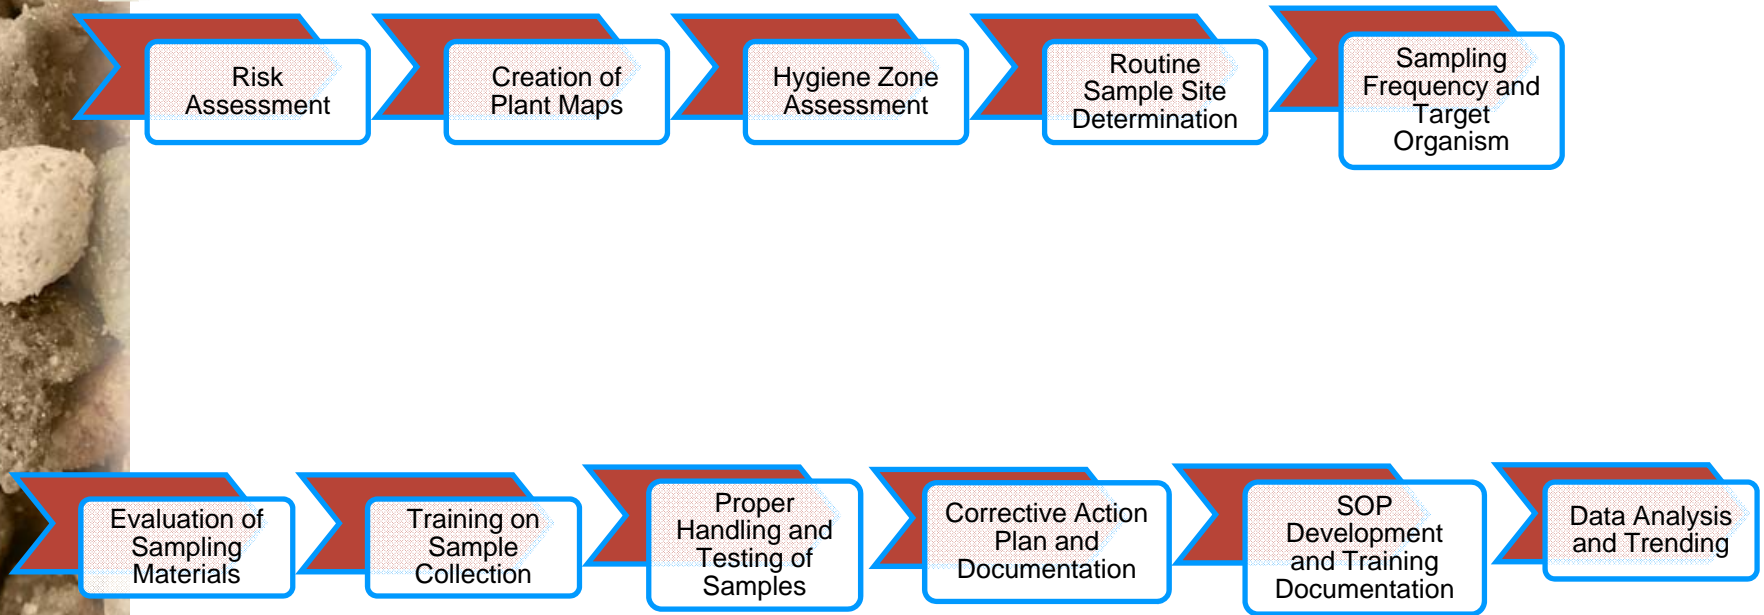 Risk
Assessment
Creation of
Plant Maps
Hygiene Zone
Assessment
Routine
Sample Site
Determination
Sampling
Frequency and
Target
Organism
Evaluation of
Sampling
Materials
Training on
Sample
Collection
Proper
Handling and
Testing of
Samples
Corrective Action
Plan and
Documentation
SOP
Development
and Training
Documentation
Data Analysis
and Trending